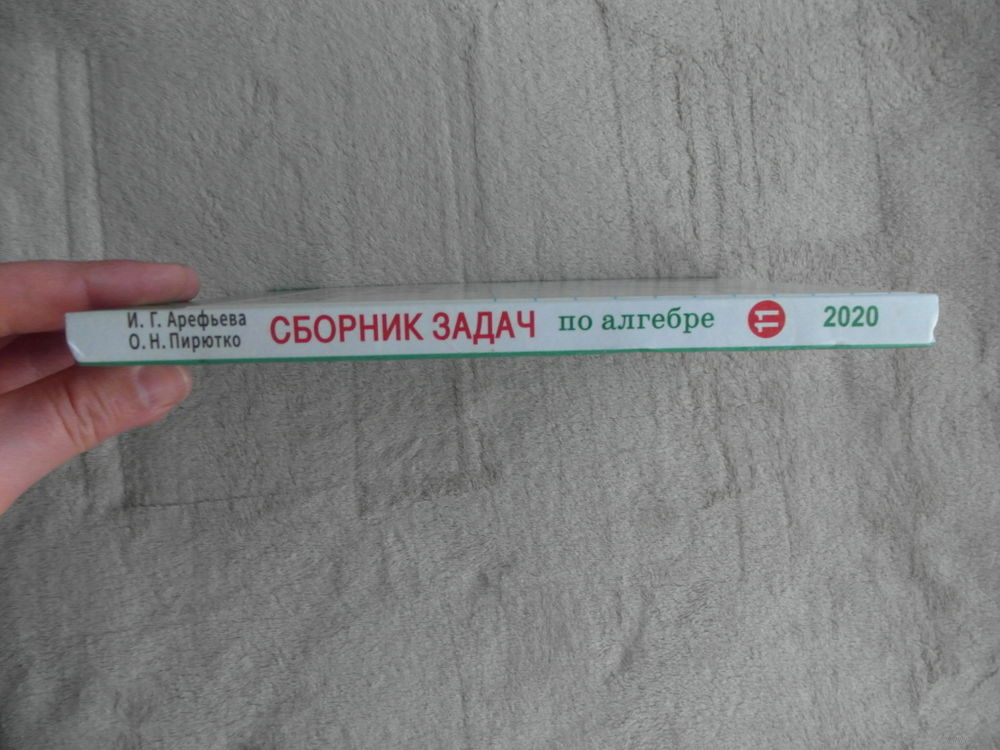 И. Г. Арефьева
О. Н. Пирютко
СБОРНИК ЗАДАЧ по алгебре 11 2020